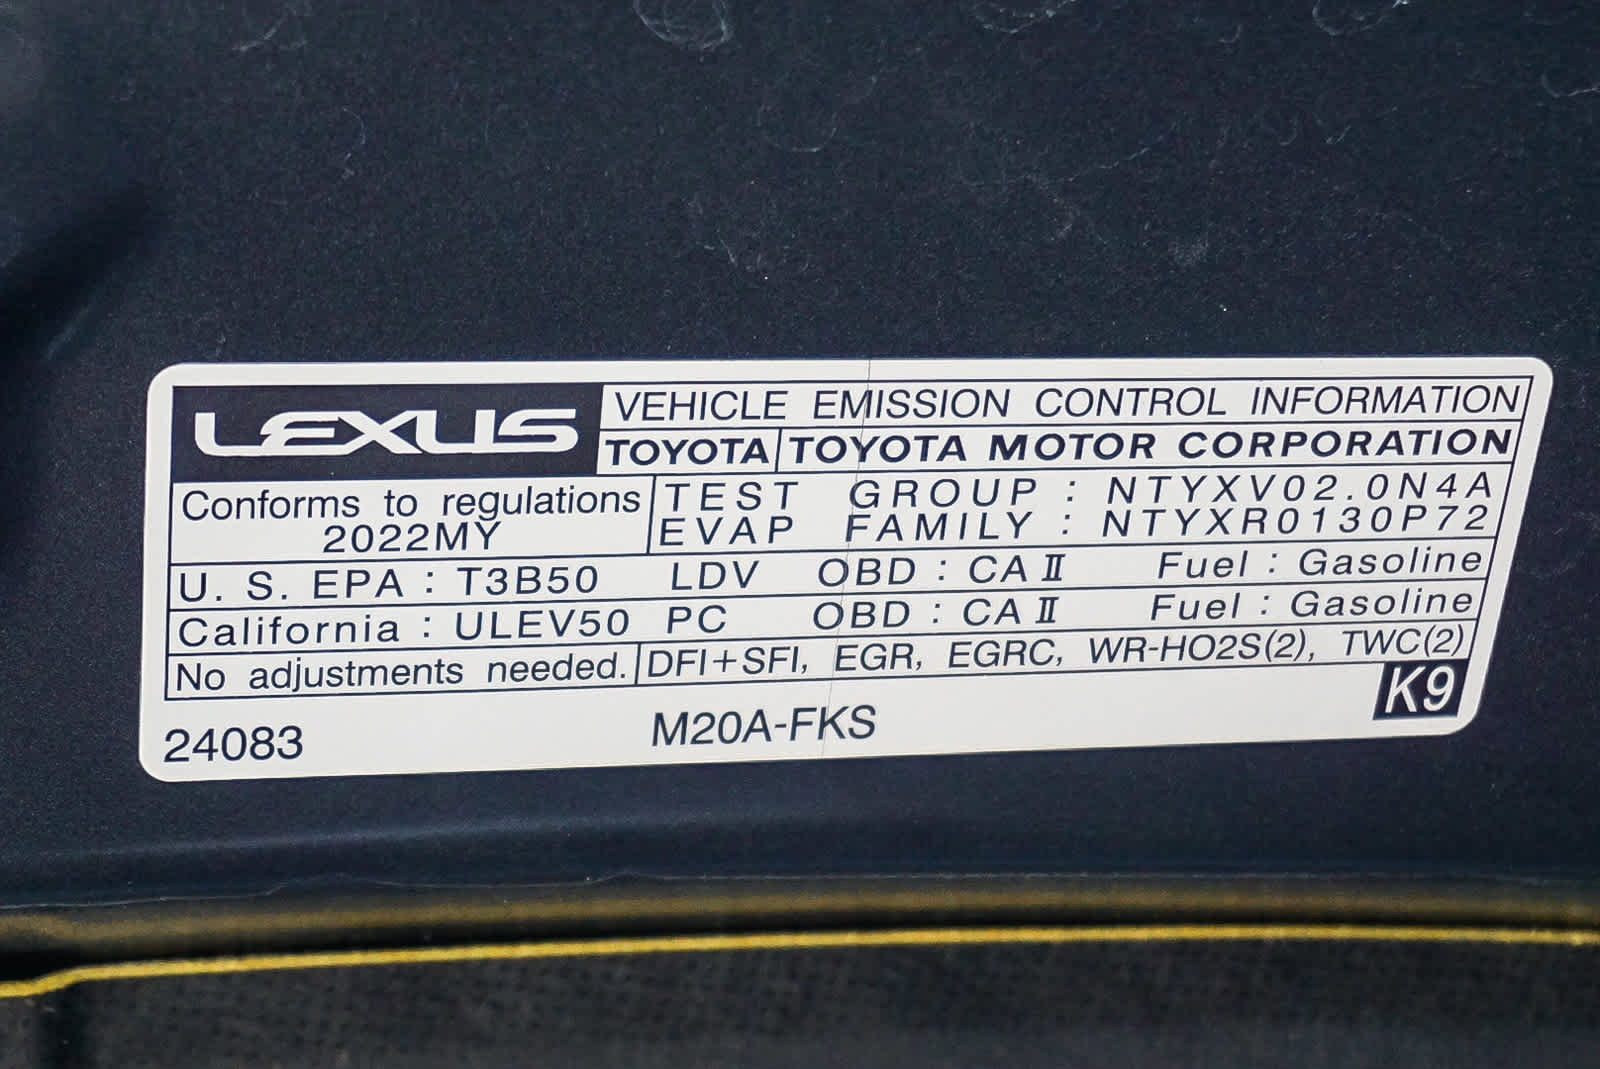 LEXUS VEHICLE EMISSION CONTROL INFORMATION
TOYOTA TOYOTA MOTOR CORPORATION
Conforms to regulations
2022MY
TEST GROUP : NTYXV02.0N4A
EVAP FAMILY : NTYXR0130P72
U. S. EPA : T3B50 LDV OBD : CA II Fuel : Gasoline
California : ULEV50 PC OBD : CA II Fuel : Gasoline
No adjustments needed. DFI+SFI, EGR, EGRC, WR-HO2S(2), TWC(2)
K9
24083 M20A-FKS